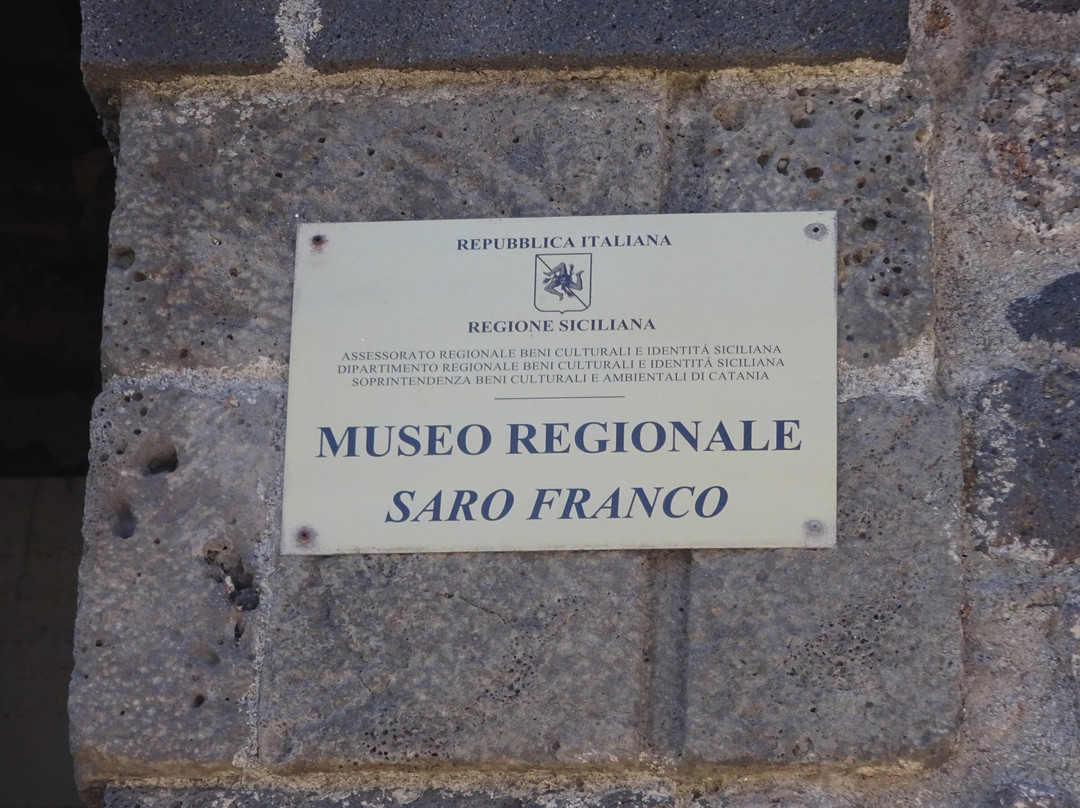 REPUBBLICA ITALIANA
REGIONE SICILIANA
ASSESSORATO REGIONALE BENI CULTURALI E IDENTITÁ SICILIANA
DIPARTIMENTO REGIONALE BENI CULTURALI E IDENTITÁ SICILIANA
SOPRINTENDENZA BENI CULTURALI E AMBIENTALI DI CATANIA
MUSEO REGIONALE
SARO FRANCO